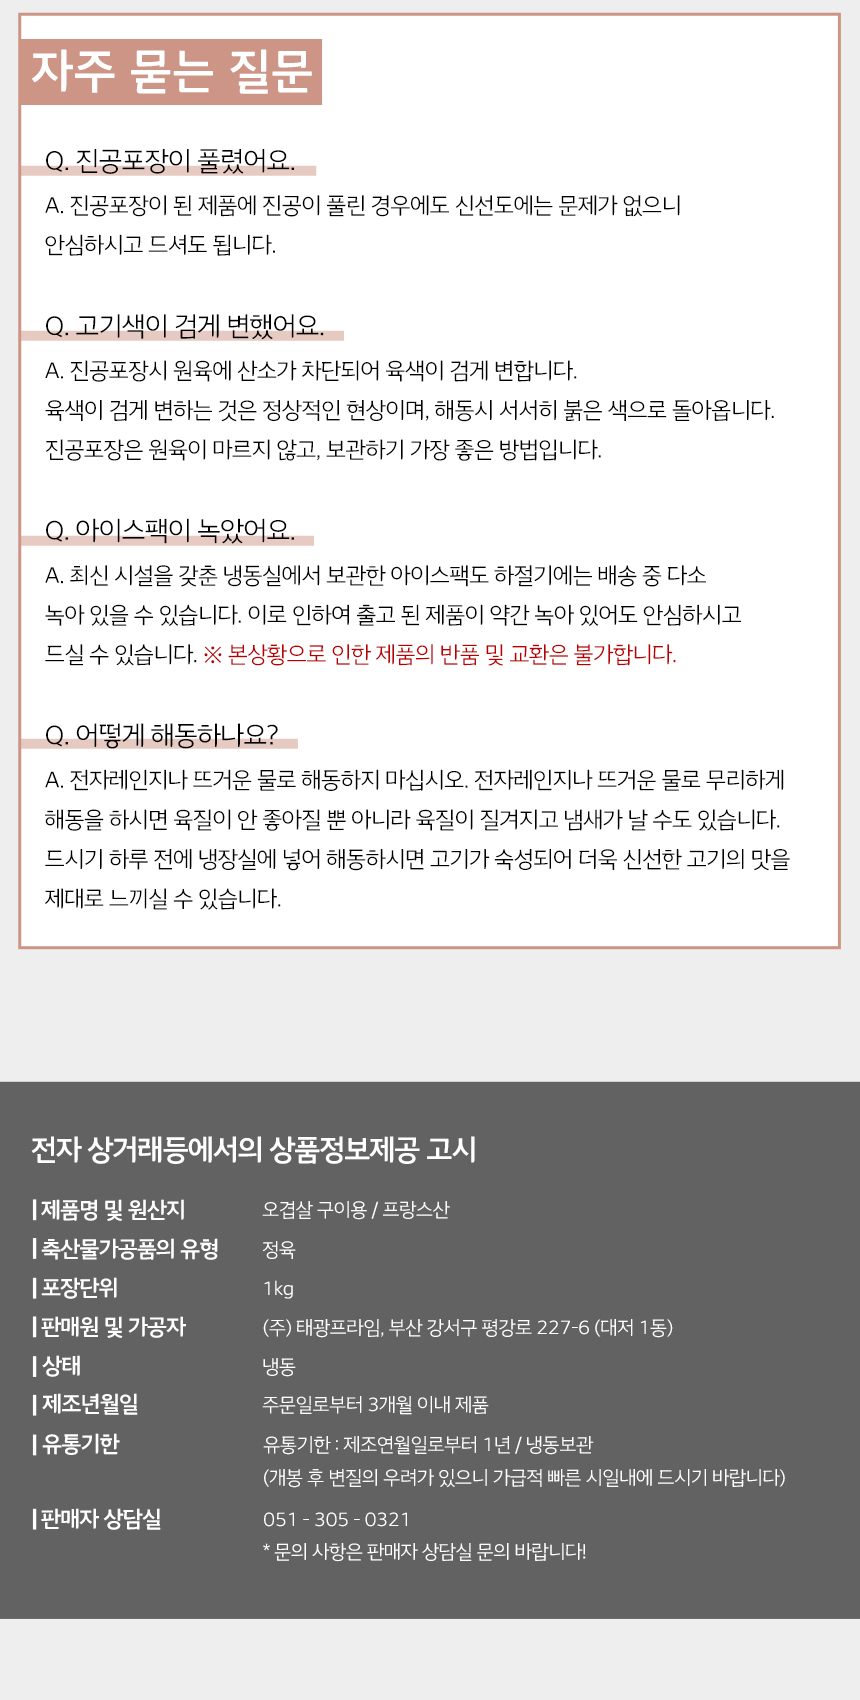 자주 묻는 질문
Q. 진공포장이 풀렸어요.
A. 진공포장이 된 제품에 진공이 풀린 경우에도 신선도에는 문제가 없으니
안심하시고 드셔도 됩니다.
Q. 고기색이 검게 변했어요.
A. 진공포장시 원육에 산소가 차단되어 육색이 검게 변합니다.
육색이 검게 변하는 것은 정상적인 현상이며, 해동시 서서히 붉은 색으로 돌아옵니다.
진공포장은 원육이 마르지 않고, 보관하기 가장 좋은 방법입니다.
Q. 아이스팩이 녹았어요.
A. 최신 시설을 갖춘 냉동실에서 보관한 아이스팩도 하절기에는 배송 중 다소
녹아 있을 수 있습니다. 이로 인하여 출고 된 제품이 약간 녹아 있어도 안심하시고
드실 수 있습니다. ※ 본상황으로 인한 제품의 반품 및 교환은 불가합니다.
Q. 어떻게 해동하나요?
A. 전자레인지나 뜨거운 물로 해동하지 마십시오. 전자레인지나 뜨거운 물로 무리하게
해동을 하시면 육질이 안 좋아질 뿐 아니라 육질이 질겨지고 냄새가 날 수도 있습니다.
드시기 하루 전에 냉장실에 넣어 해동하시면 고기가 숙성되어 더욱 신선한 고기의 맛을
제대로 느끼실 수 있습니다.
전자 상거래등에서의 상품정보제공 고시
제품명 및 원산지 오겹살 구이용 / 프랑스산
축산물가공품의 유형 정육
포장단위 1kg
판매원 및 가공자 (주) 태광프라임, 부산 강서구 평강로 227-6 (대저 1동)
상태 냉동
제조년월일 주문일로부터 3개월 이내 제품
유통기한 유통기한 : 제조연월일로부터 1년 / 냉동보관
(개봉 후 변질의 우려가 있으니 가급적 빠른 시일내에 드시기 바랍니다)
판매자 상담실 051 - 305 - 0321
* 문의 사항은 판매자 상담실 문의 바랍니다!